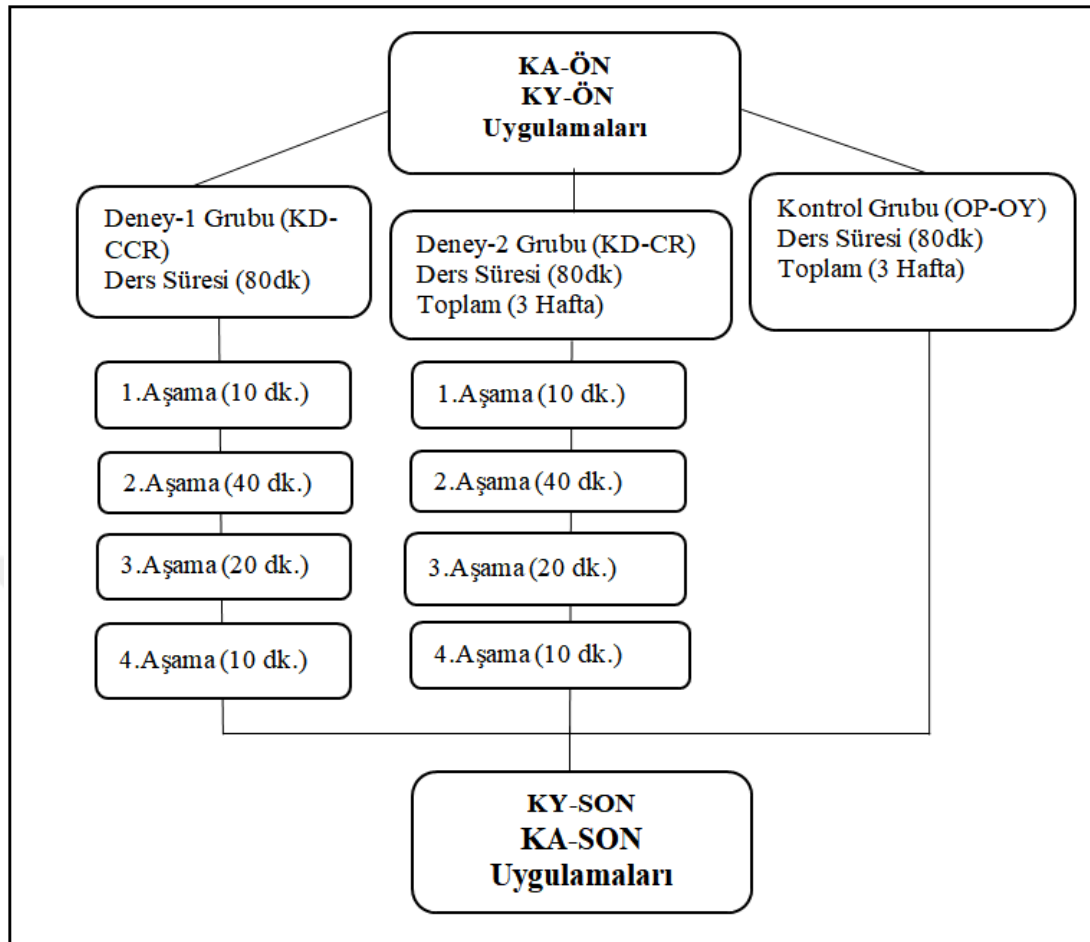 KA-ÖN
KY-ÖN
Uygulamaları
Deney-1 Grubu (KD-
CCR)
Ders Süresi (80dk)
Deney-2 Grubu (KD-CR)
Ders Süresi (80dk)
Toplam (3 Hafta)
Kontrol Grubu (OP-OY)
Ders Süresi (80dk)
Toplam (3 Hafta)
1.Aşama (10 dk.)
2.Aşama (40 dk.)
3.Aşama (20 dk.)
4.Aşama (10 dk.)
1.Aşama (10 dk.)
2.Aşama (40 dk.)
3.Aşama (20 dk.)
4.Aşama (10 dk.)
KY-SON
KA-SON
Uygulamaları